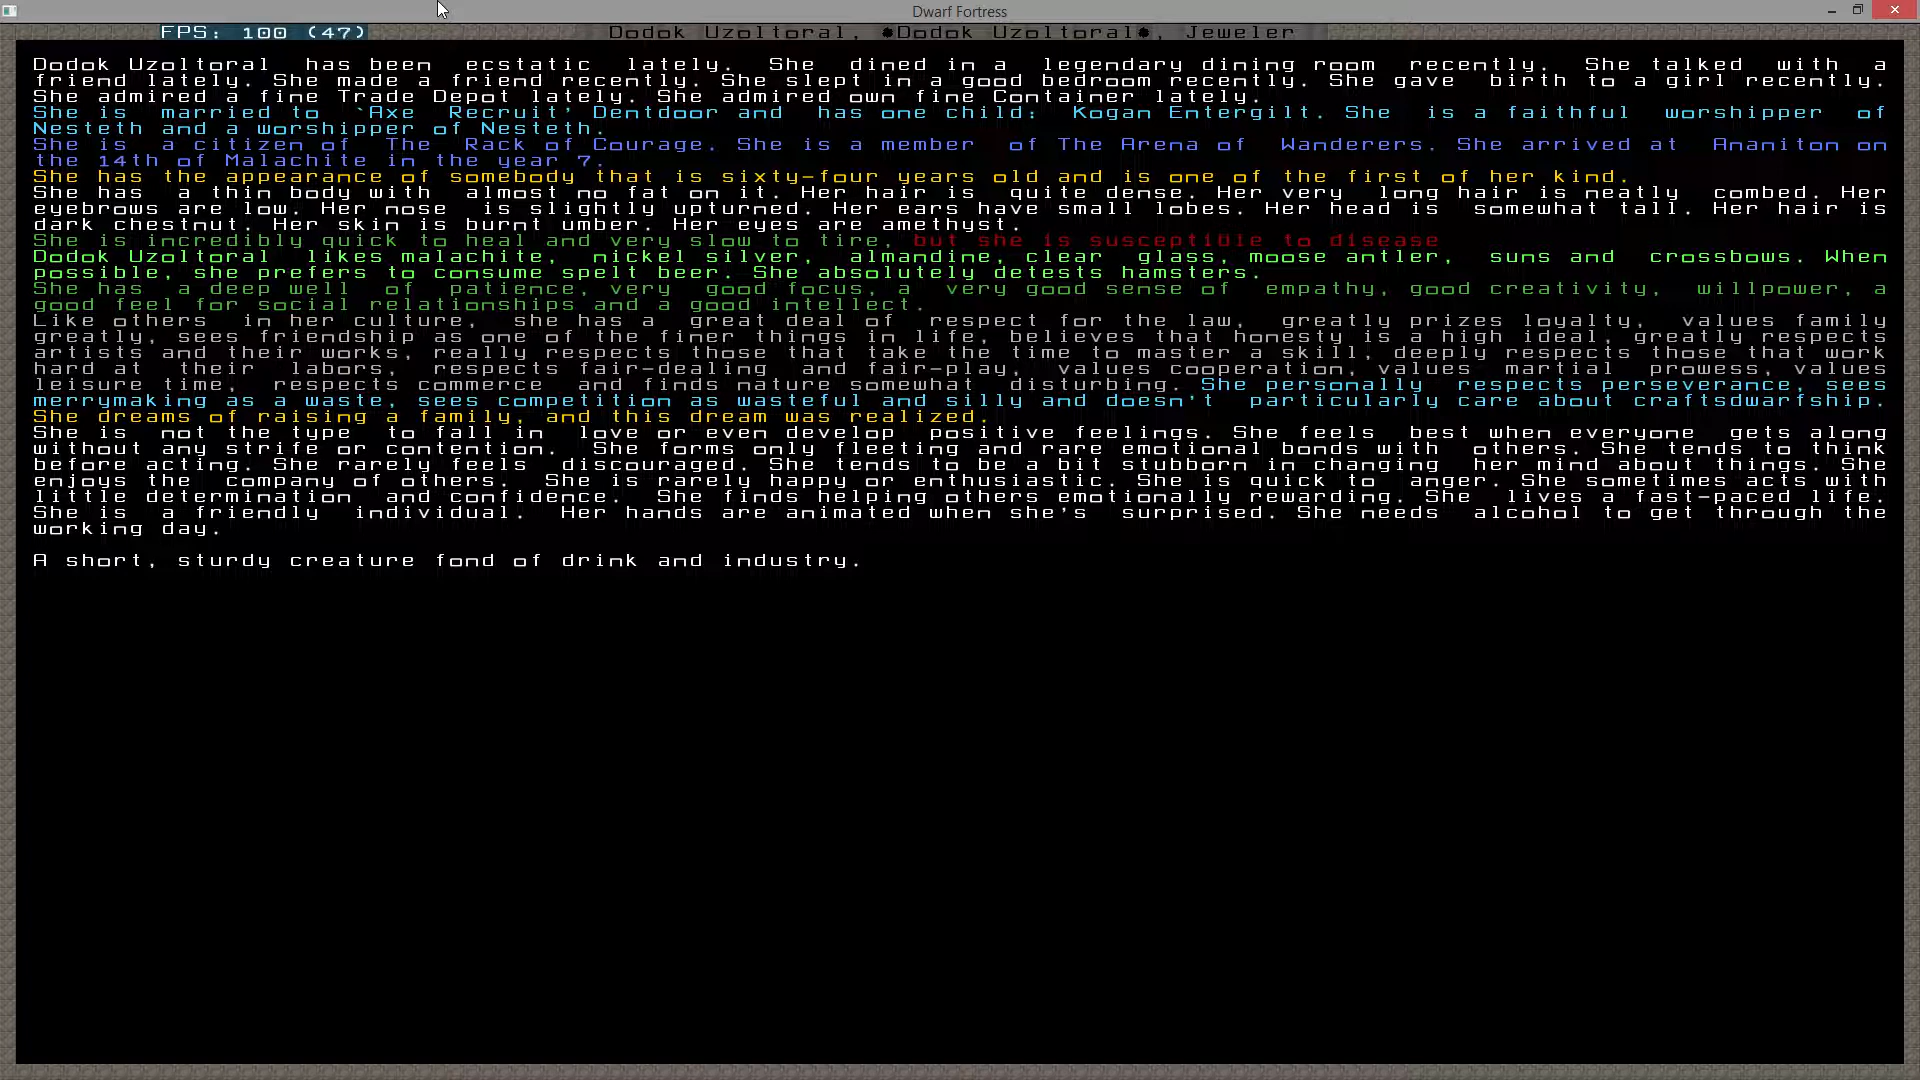 Dwarf Fortress
FPS: 100 (47) Dodok Uzoltoral, •Dodok Uzoltoral•, Jeweler
Dodok Uzoltoral has been ecstatic lately. She dined in a legendary dining room recently. She talked with a
friend lately. She made a friend recently. She slept in a good bedroom recently. She gave birth to a girl recently.
She admired a fine Trade Depot lately. She admired own fine Container lately.
She is married to `Axe Recruit' Dentdoor and has one child: Kogan Entergilt. She is a faithful worshipper of
Nesteth and a worshipper of Nesteth.
She is a citizen of The Rack of Courage. She is a member of The Arena of Wanderers. She arrived at Ananiton on
the 14th of Malachite in the year 7.
She has the appearance of somebody that is sixty-four years old and is one of the first of her kind.
She has a thin body with almost no fat on it. Her hair is quite dense. Her very long hair is neatly combed. Her
eyebrows are low. Her nose is slightly upturned. Her ears have small lobes. Her head is somewhat tall. Her hair is
dark chestnut. Her skin is burnt umber. Her eyes are amethyst.
She is incredibly quick to heal and very slow to tire, but she is susceptible to disease
Dodok Uzoltoral likes malachite, nickel silver, almandine, clear glass, moose antler, suns and crossbows. When
possible, she prefers to consume spelt beer. She absolutely detests hamsters.
She has a deep well of patience, very good focus, a very good sense of empathy, good creativity, willpower, a
good feel for social relationships and a good intellect.
Like others in her culture, she has a great deal of respect for the law, greatly prizes loyalty, values family
greatly, sees friendship as one of the finer things in life, believes that honesty is a high ideal, greatly respects
artists and their works, really respects those that take the time to master a skill, deeply respects those that work
hard at their labors, respects fair-dealing and fair-play, values cooperation, values martial prowess, values
leisure time, respects commerce and finds nature somewhat disturbing. She personally respects perseverance, sees
merrymaking as a waste, sees competition as wasteful and silly and doesn't particularly care about craftsdwarfship.
She dreams of raising a family, and this dream was realized.
She is not the type to fall in love or even develop positive feelings. She feels best when everyone gets along
without any strife or contention. She forms only fleeting and rare emotional bonds with others. She tends to think
before acting. She rarely feels discouraged. She tends to be a bit stubborn in changing her mind about things. She
enjoys the company of others. She is rarely happy or enthusiastic. She is quick to anger. She sometimes acts with
little determination and confidence. She finds helping others emotionally rewarding. She lives a fast-paced life.
She is a friendly individual. Her hands are animated when she's surprised. She needs alcohol to get through the
working day.
A short, sturdy creature fond of drink and industry.